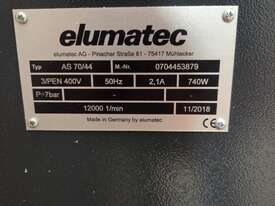 elumatec
elumatec AG - Pinacher Straße 61 - 75417 Mühlacker
Typ AS 70/44 M.-Nr. 0704453879
3/PEN 400V 50Hz 2,1A 740W
P=7bar - - -
12000 1/min 11/2018
Made in Germany by elumatec
CE